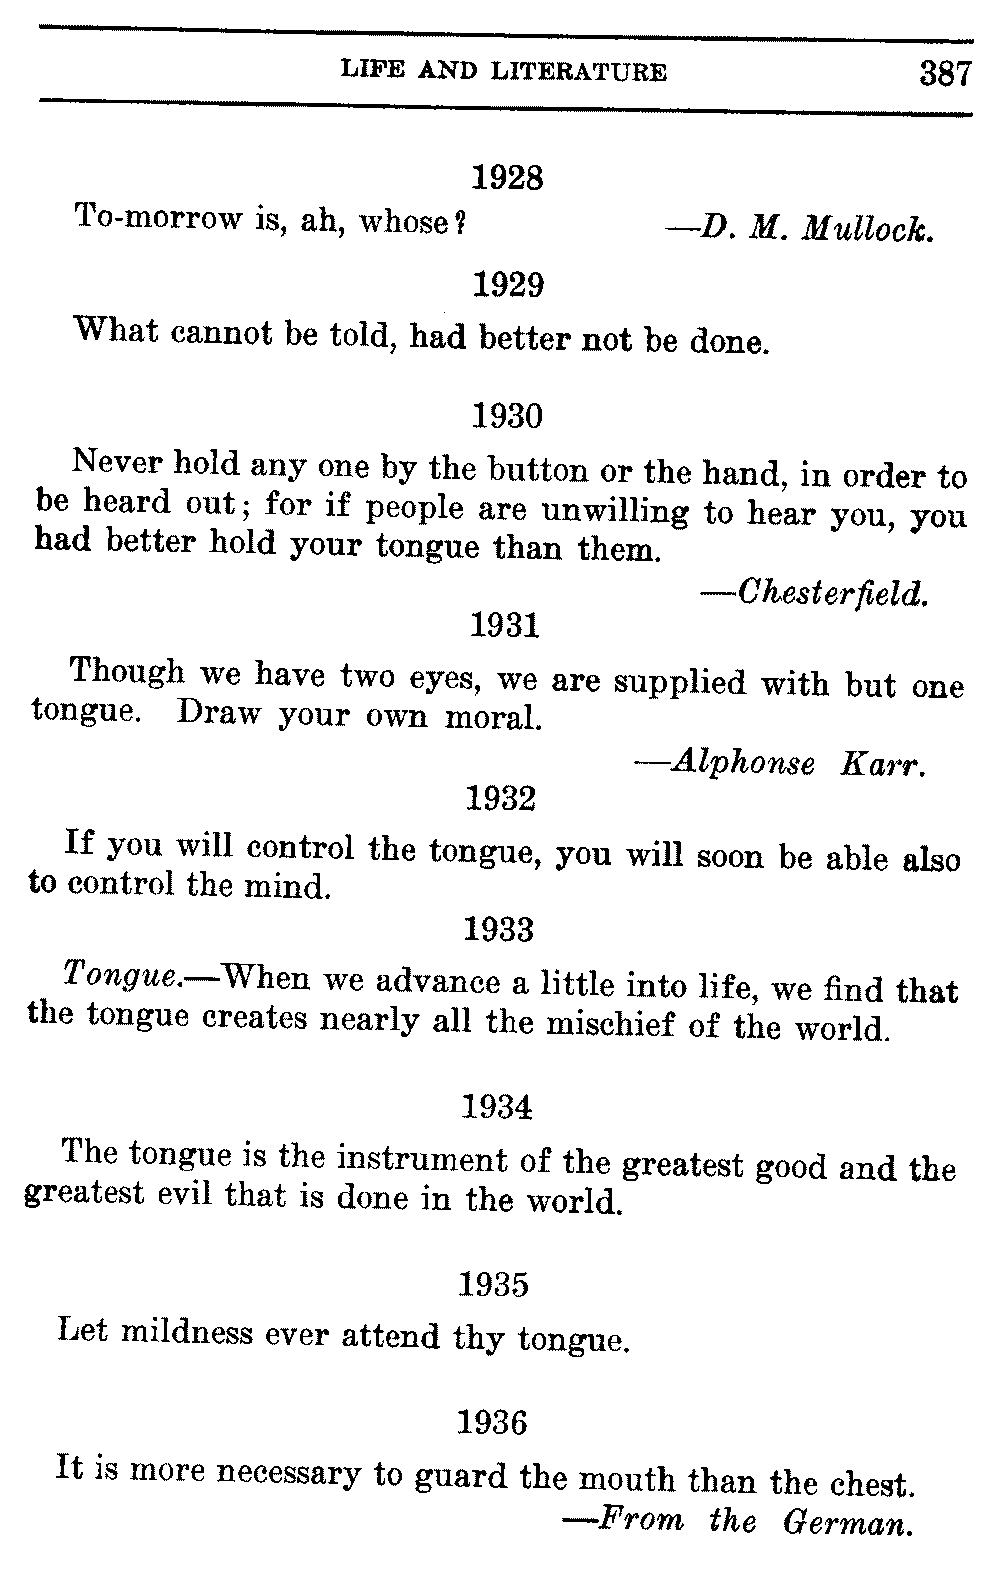 LIFE AND LITERATURE 387
1928
To-morrow is, ah, whose? —D. M. Mullock.
1929
What cannot be told, had better not be done.
1930
Never hold any one by the button or the hand, in order to
be heard out; for if people are unwilling to hear you, you
had better hold your tongue than them.
—Chesterfield.
1931
Though we have two eyes, we are supplied with but one
tongue. Draw your own moral.
—Alphonse Karr.
1932
If you will control the tongue, you will soon be able also
to control the mind.
1933
Tongue.—When we advance a little into life, we find that
the tongue creates nearly all the mischief of the world.
1934
The tongue is the instrument of the greatest good and the
greatest evil that is done in the world.
1935
Let mildness ever attend thy tongue.
1936
It is more necessary to guard the mouth than the chest.
—From the German.